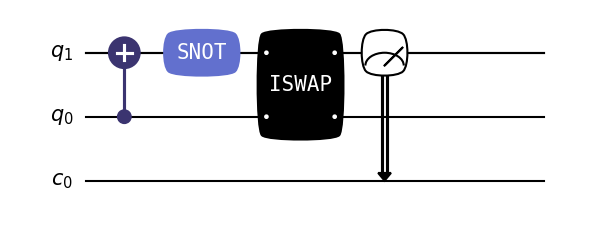 q₁ SNOT
ISWAP
q₀
c₀